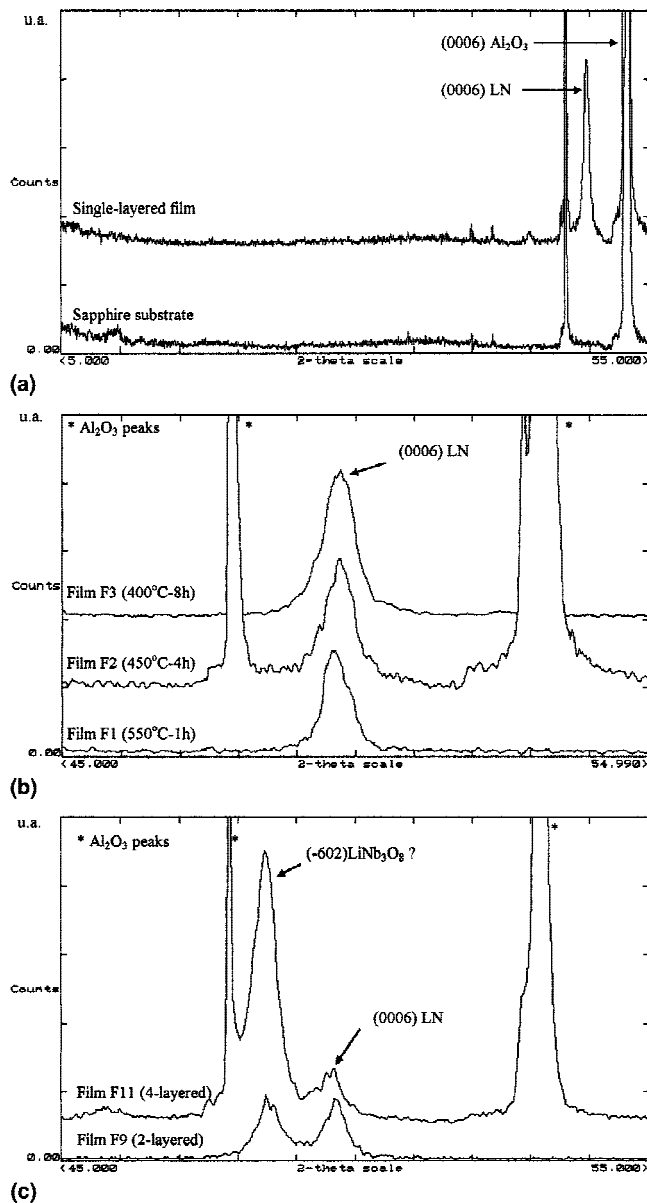 u.a.
(0006) Al₂O₃
(0006) LN
Counts
Single-layered film
Sapphire substrate
0.00
<5.000 2-theta scale 55.000>
(a)
u.a.
* Al₂O₃ peaks * *
(0006) LN
Counts
Film F3 (400°C-8h)
Film F2 (450°C-4h)
Film F1 (550°C-1h)
0.00
<45.000 2-theta scale 54.990>
(b)
u.a.
* Al₂O₃ peaks * *
(-602)LiNb₃O₈ ?
Counts
(0006) LN
Film F11 (4-layered)
Film F9 (2-layered)
0.00
<45.000 2-theta scale 55.000>
(c)